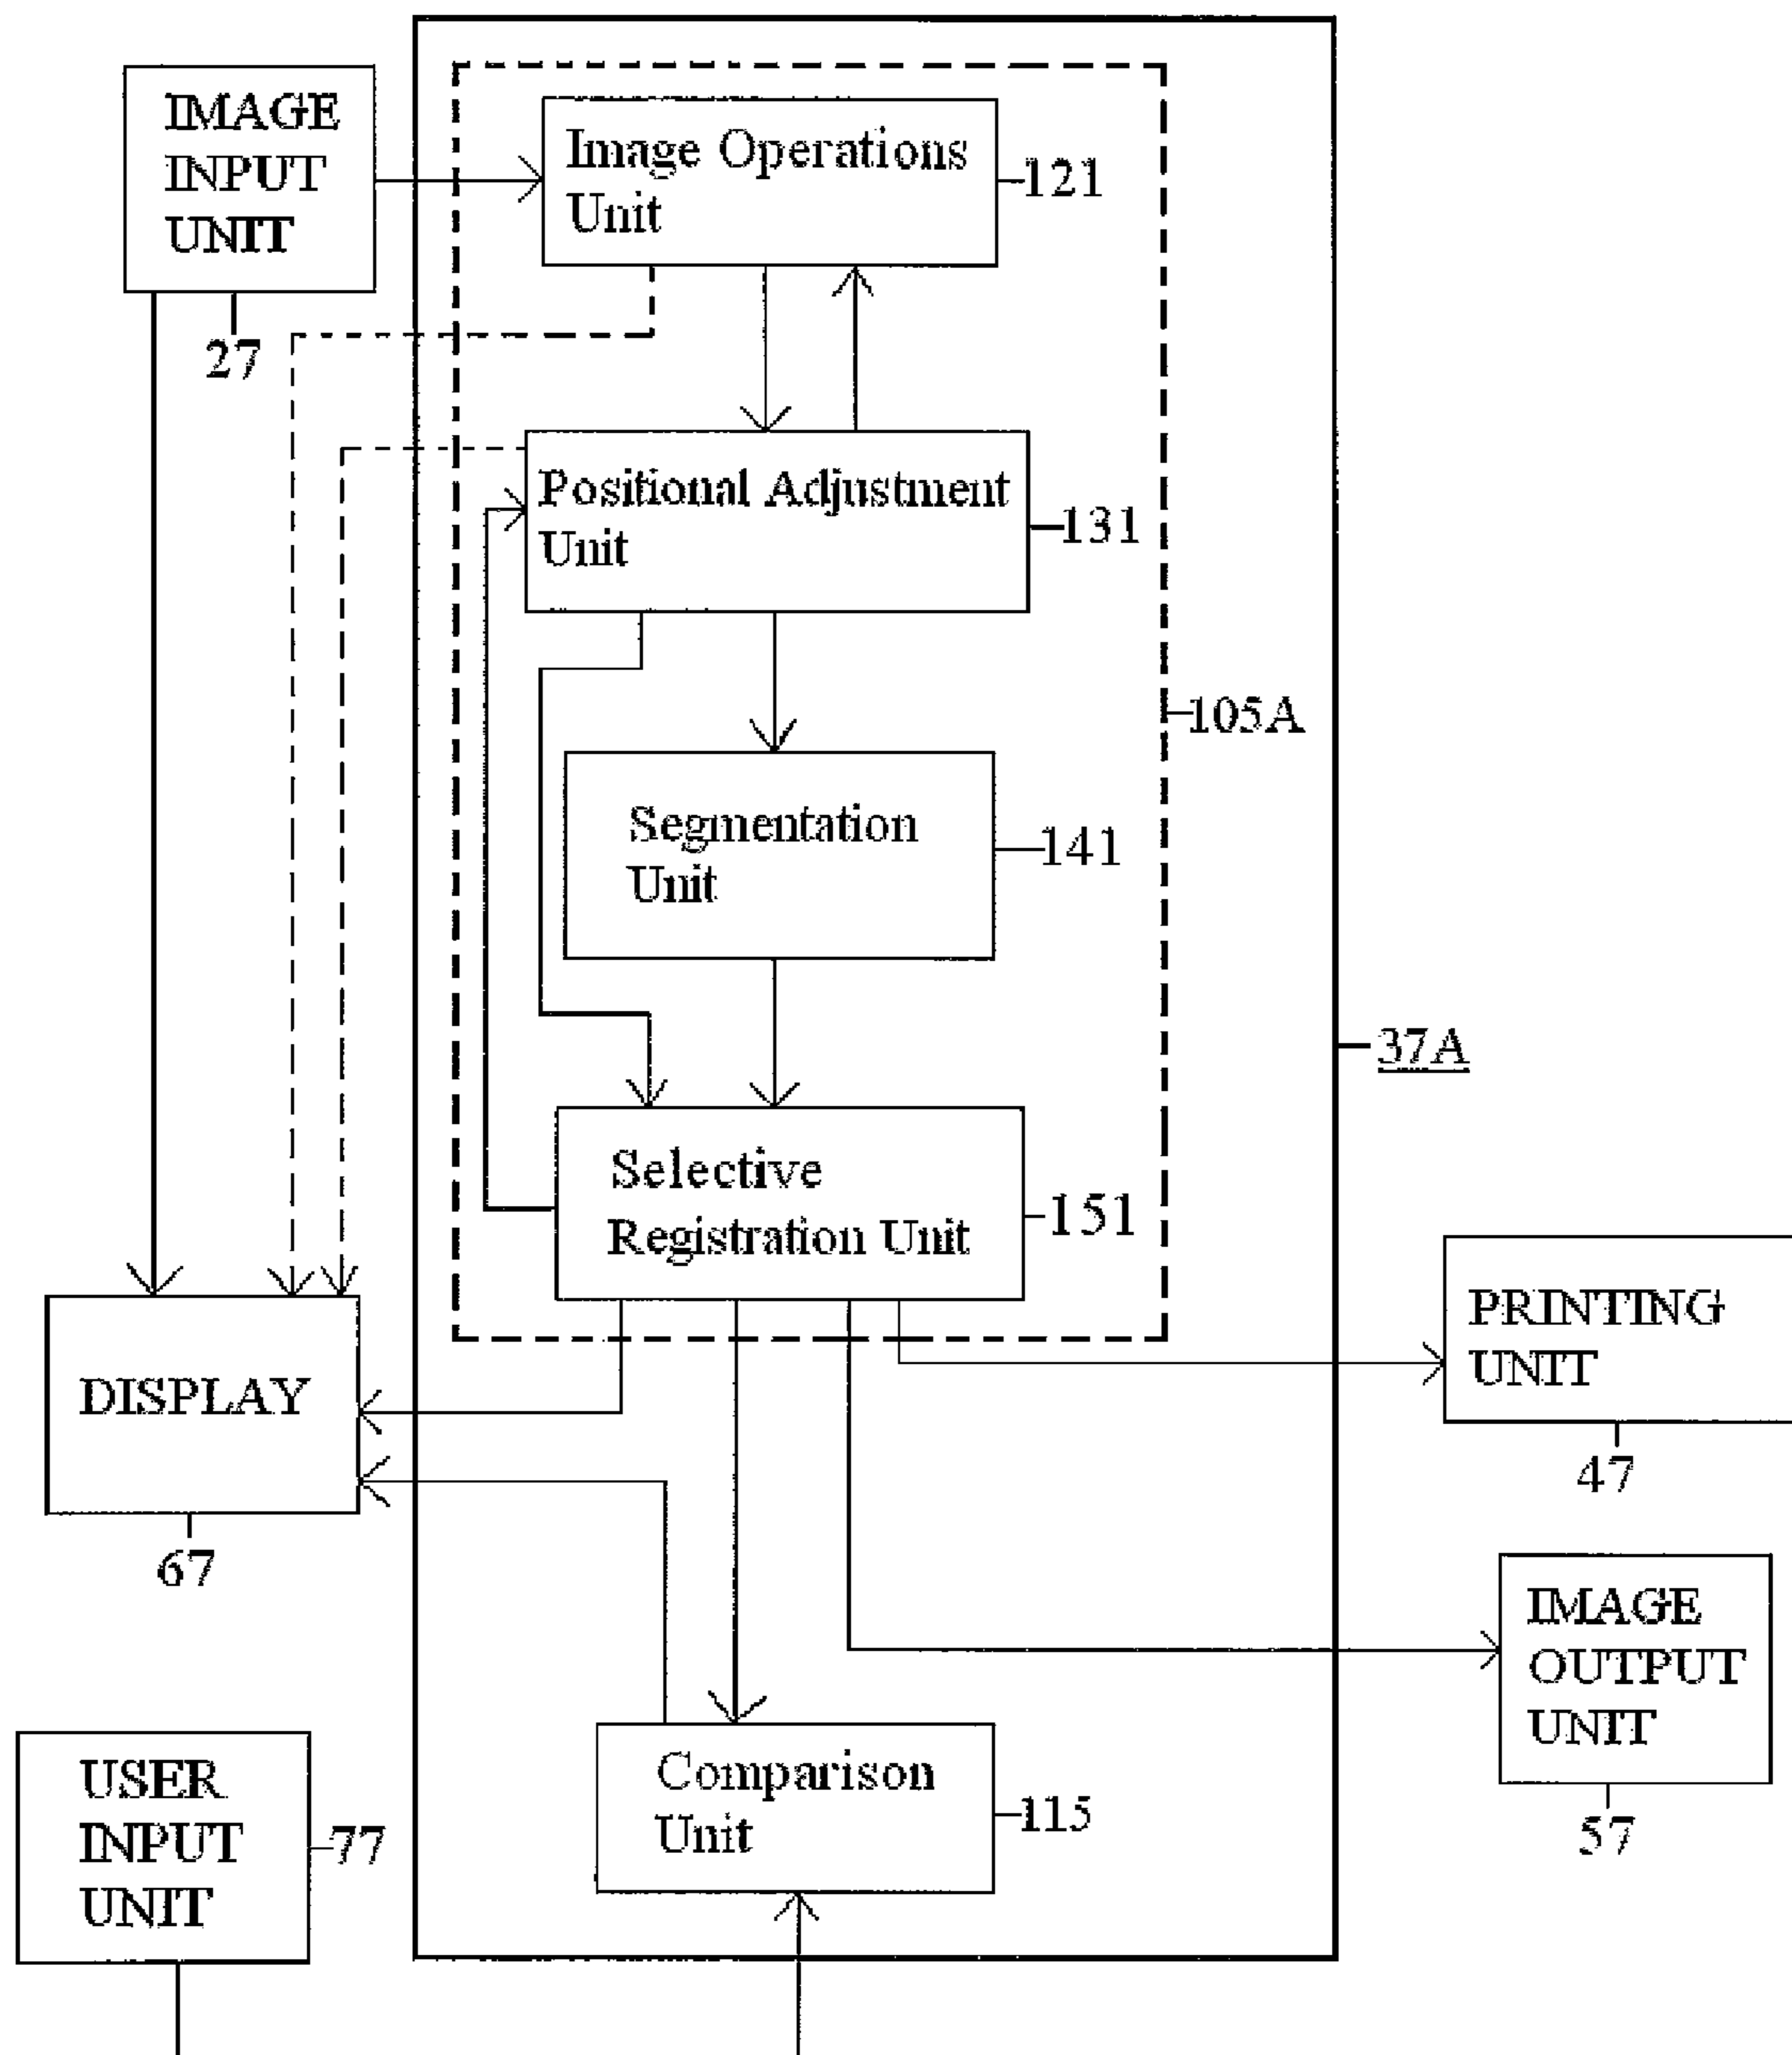 IMAGE
INPUT
UNIT
27
Image Operations
Unit
121
Positional Adjustment
Unit
131
105A
Segmentation
Unit
141
37A
Selective
Registration Unit
151
DISPLAY
67
PRINTING
UNIT
47
IMAGE
OUTPUT
UNIT
57
Comparison
Unit
115
USER
INPUT
UNIT
77